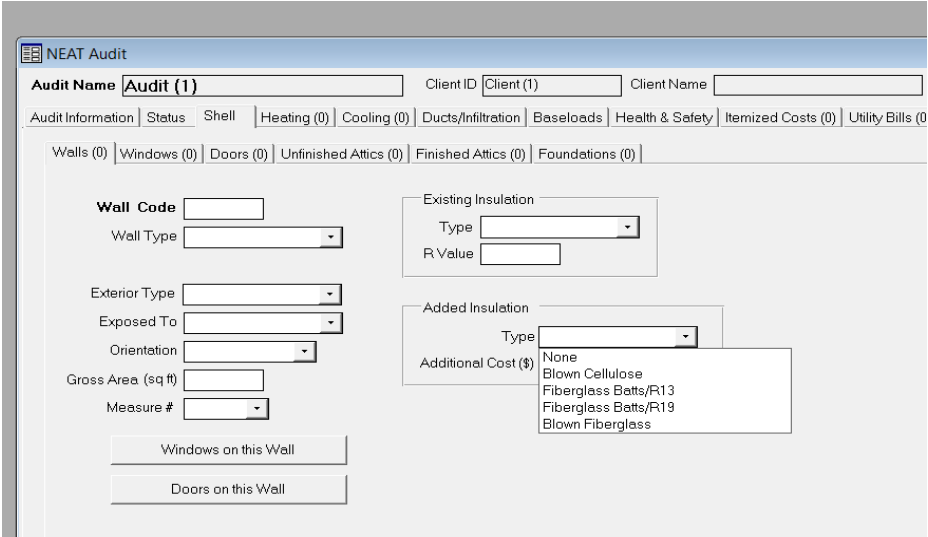 NEAT Audit
Audit Name Audit (1) Client ID Client (1) Client Name
Audit Information Status Shell Heating (0) Cooling (0) Ducts/Infiltration Baseloads Health & Safety Itemized Costs (0) Utility Bills (0
Walls (0) Windows (0) Doors (0) Unfinished Attics (0) Finished Attics (0) Foundations (0)
Wall Code
Wall Type
Exterior Type
Exposed To
Orientation
Gross Area (sq ft)
Measure #
Windows on this Wall
Doors on this Wall
Existing Insulation
Type
R Value
Added Insulation
Type
Additional Cost ($)
None
Blown Cellulose
Fiberglass Batts/R13
Fiberglass Batts/R19
Blown Fiberglass